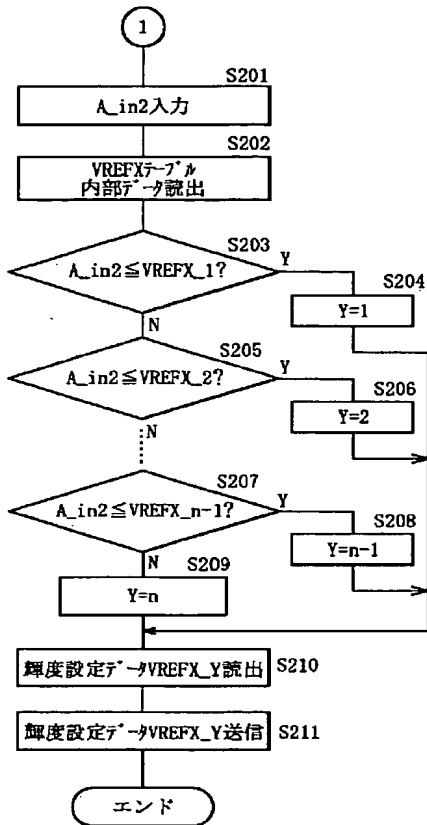 1
S201
A_in2入力
S202
VREFXテーブル
内部データ読出
S203
A_in2≦VREFX_1?
Y
S204
Y=1
N
S205
A_in2≦VREFX_2?
Y
S206
Y=2
N
S207
A_in2≦VREFX_n-1?
Y
S208
Y=n-1
N
S209
Y=n
輝度設定データVREFX_Y読出
S210
輝度設定データVREFX_Y送信
S211
エンド